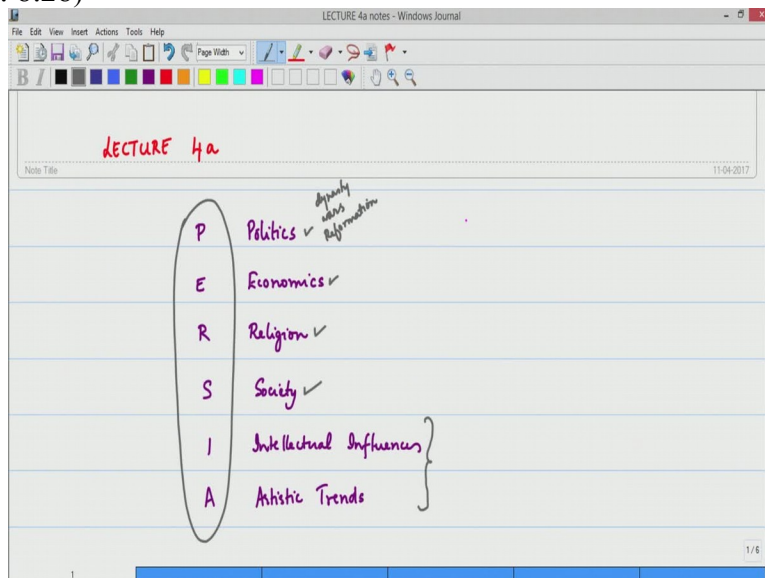 LECTURE 4a notes - Windows Journal
File Edit View Insert Actions Tools Help
Page Width
B I
LECTURE 4a
Note Title
11-04-2017
dynasty
wars
Reformation
P Politics ✓
E Economics ✓
R Religion ✓
S Society ✓
I Intellectual Influences
A Artistic Trends
1/6
1